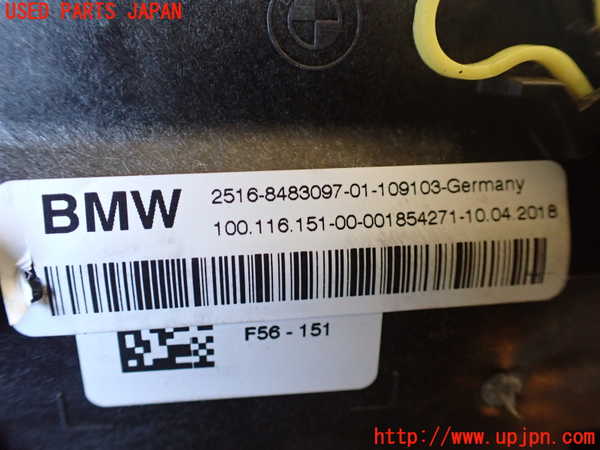 USED PARTS JAPAN
BMW
2516-8483097-01-109103-Germany
100.116.151-00-001854271-10.04.2018
F56-151
http://www.upjpn.com